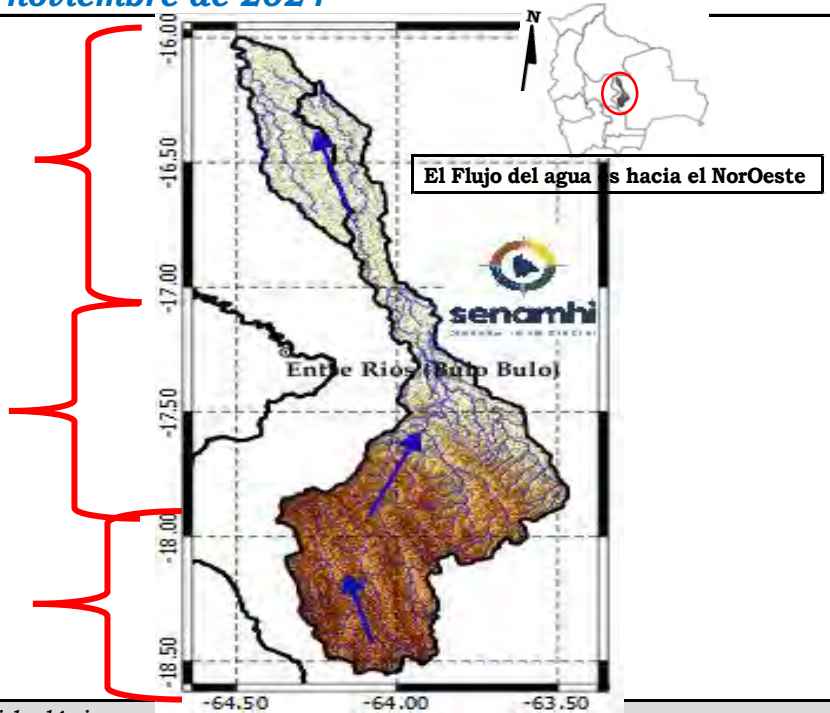 noviembre de 2024
N
El Flujo del agua es hacia el NorOeste
senamhi
Entre Rios (Bulo Bulo)
-16.00
-16.50
-17.00
-17.50
-18.00
-18.50
-64.50 -64.00 -63.50